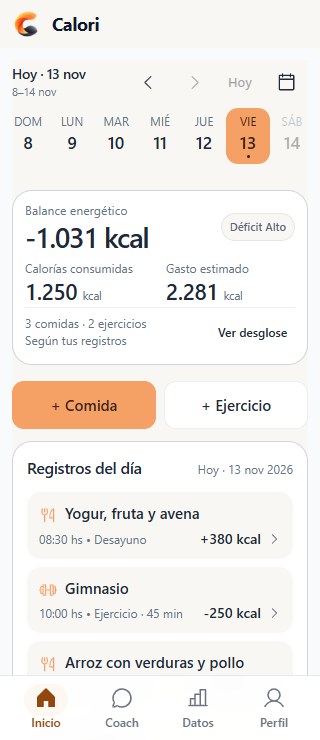 Calori
Hoy · 13 nov
8–14 nov
Hoy
DOM LUN MAR MIÉ JUE VIE SÁB
8 9 10 11 12 13 14
Balance energético
-1.031 kcal
Déficit Alto
Calorías consumidas Gasto estimado
1.250 kcal 2.281 kcal
3 comidas · 2 ejercicios
Según tus registros
Ver desglose
+ Comida + Ejercicio
Registros del día Hoy · 13 nov 2026
Yogur, fruta y avena
08:30 hs • Desayuno +380 kcal
Gimnasio
10:00 hs • Ejercicio · 45 min -250 kcal
Arroz con verduras y pollo
Inicio Coach Datos Perfil